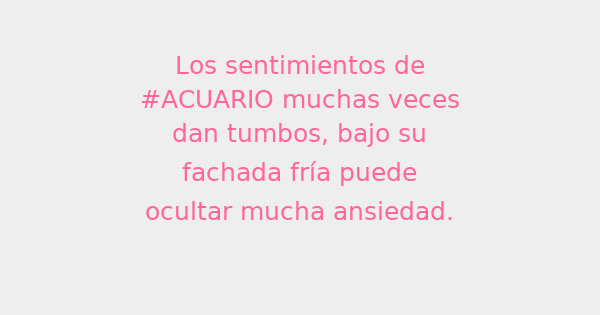 Los sentimientos de
#ACUARIO muchas veces
dan tumbos, bajo su
fachada fría puede
ocultar mucha ansiedad.